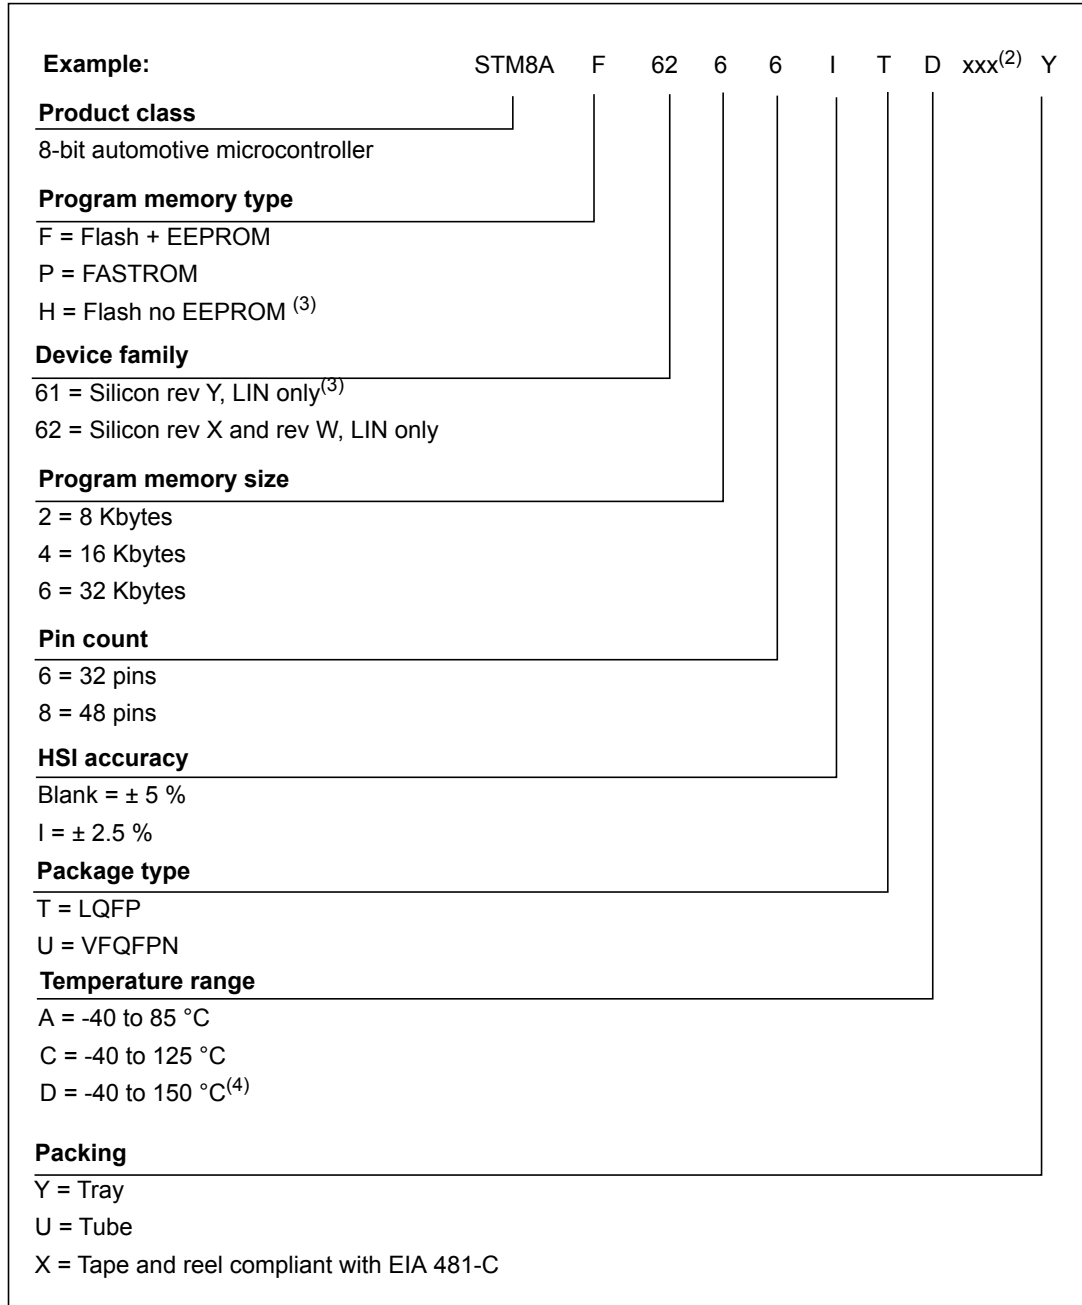 Example: STM8A F 62 6 6 I T D xxx(2) Y
Product class
8-bit automotive microcontroller
Program memory type
F = Flash + EEPROM
P = FASTROM
H = Flash no EEPROM (3)
Device family
61 = Silicon rev Y, LIN only(3)
62 = Silicon rev X and rev W, LIN only
Program memory size
2 = 8 Kbytes
4 = 16 Kbytes
6 = 32 Kbytes
Pin count
6 = 32 pins
8 = 48 pins
HSI accuracy
Blank = ± 5 %
I = ± 2.5 %
Package type
T = LQFP
U = VFQFPN
Temperature range
A = -40 to 85 °C
C = -40 to 125 °C
D = -40 to 150 °C(4)
Packing
Y = Tray
U = Tube
X = Tape and reel compliant with EIA 481-C